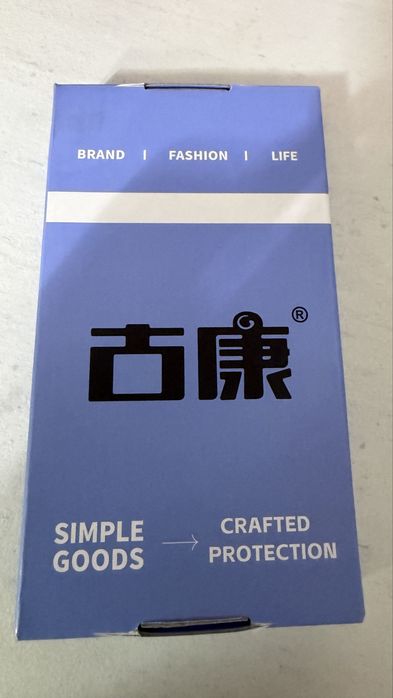 BRAND | FASHION | LIFE
古康®
SIMPLE GOODS → CRAFTED PROTECTION